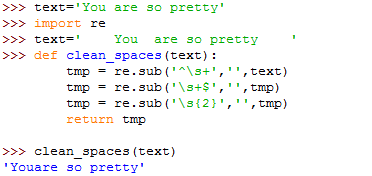 >>> text='You are so pretty'
>>> import re
>>> text='    You  are so pretty     '
>>> def clean_spaces(text):
        tmp = re.sub('^\s+','',text)
        tmp = re.sub('\s+$','',tmp)
        tmp = re.sub('\s{2}','',tmp)
        return tmp

>>> clean_spaces(text)
'Youare so pretty'